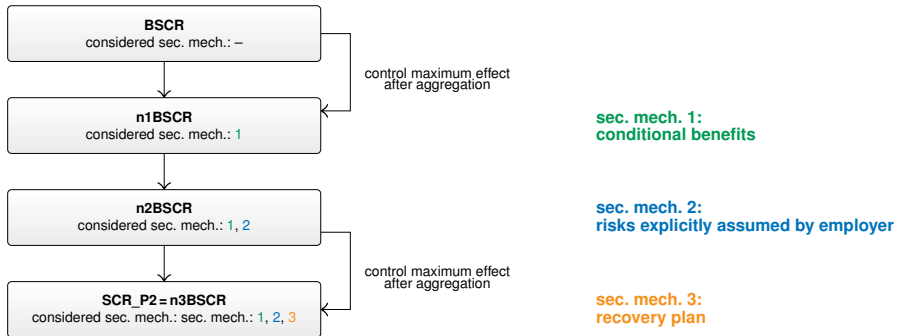 BSCR
considered sec. mech.: –
control maximum effect
after aggregation
n1BSCR
considered sec. mech.: 1
sec. mech. 1:
conditional benefits
n2BSCR
considered sec. mech.: 1, 2
sec. mech. 2:
risks explicitly assumed by employer
control maximum effect
after aggregation
SCR_P2 = n3BSCR
considered sec. mech.: sec. mech.: 1, 2, 3
sec. mech. 3:
recovery plan